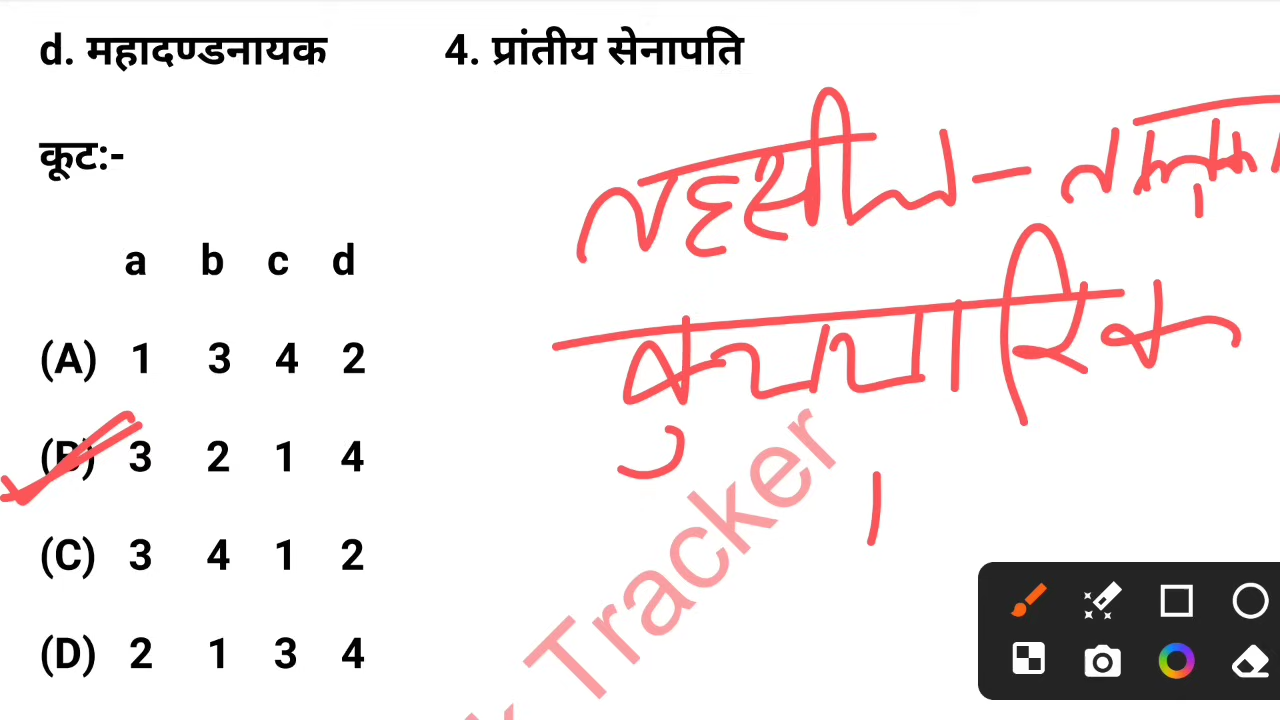 d. महादण्डनायक 4. प्रांतीय सेनापति
कूट:-
तहसील -
a b c d
(A) 1 3 4 2
(B) 3 2 1 4
(C) 3 4 1 2
(D) 2 1 3 4
Tracker